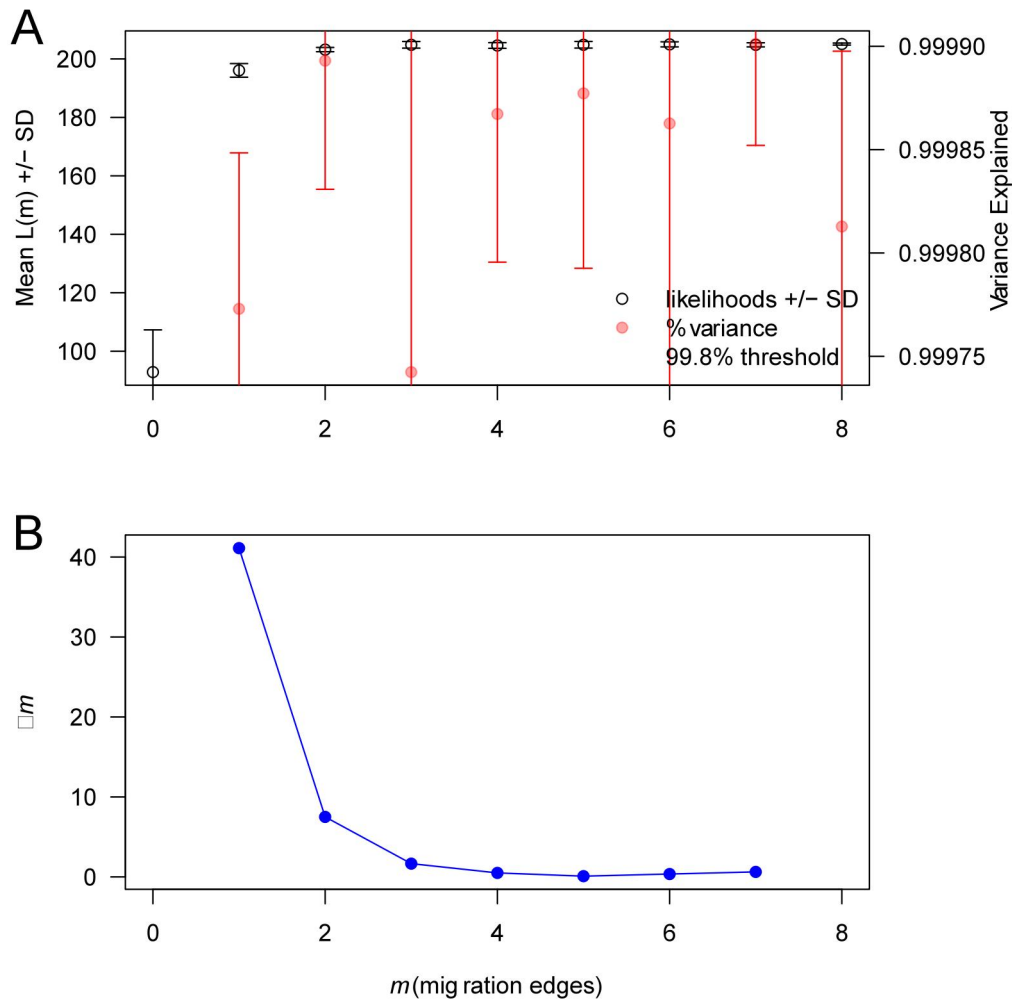 A
Mean L(m) +/− SD
200
180
160
140
120
100
0.99990
0.99985
0.99980
0.99975
Variance Explained
likelihoods +/− SD
% variance
99.8% threshold
0 2 4 6 8
B
□m
40
30
20
10
0
0 2 4 6 8
m(mig ration edges)